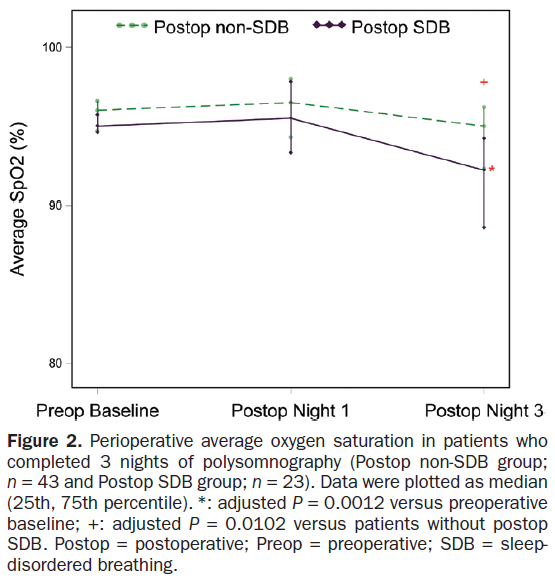 Postop non-SDB Postop SDB
100
90
80
Average SpO2 (%)
+
*
Preop Baseline Postop Night 1 Postop Night 3
Figure 2. Perioperative average oxygen saturation in patients who
completed 3 nights of polysomnography (Postop non-SDB group;
n = 43 and Postop SDB group; n = 23). Data were plotted as median
(25th, 75th percentile). *: adjusted P = 0.0012 versus preoperative
baseline; +: adjusted P = 0.0102 versus patients without postop
SDB. Postop = postoperative; Preop = preoperative; SDB = sleep-
disordered breathing.